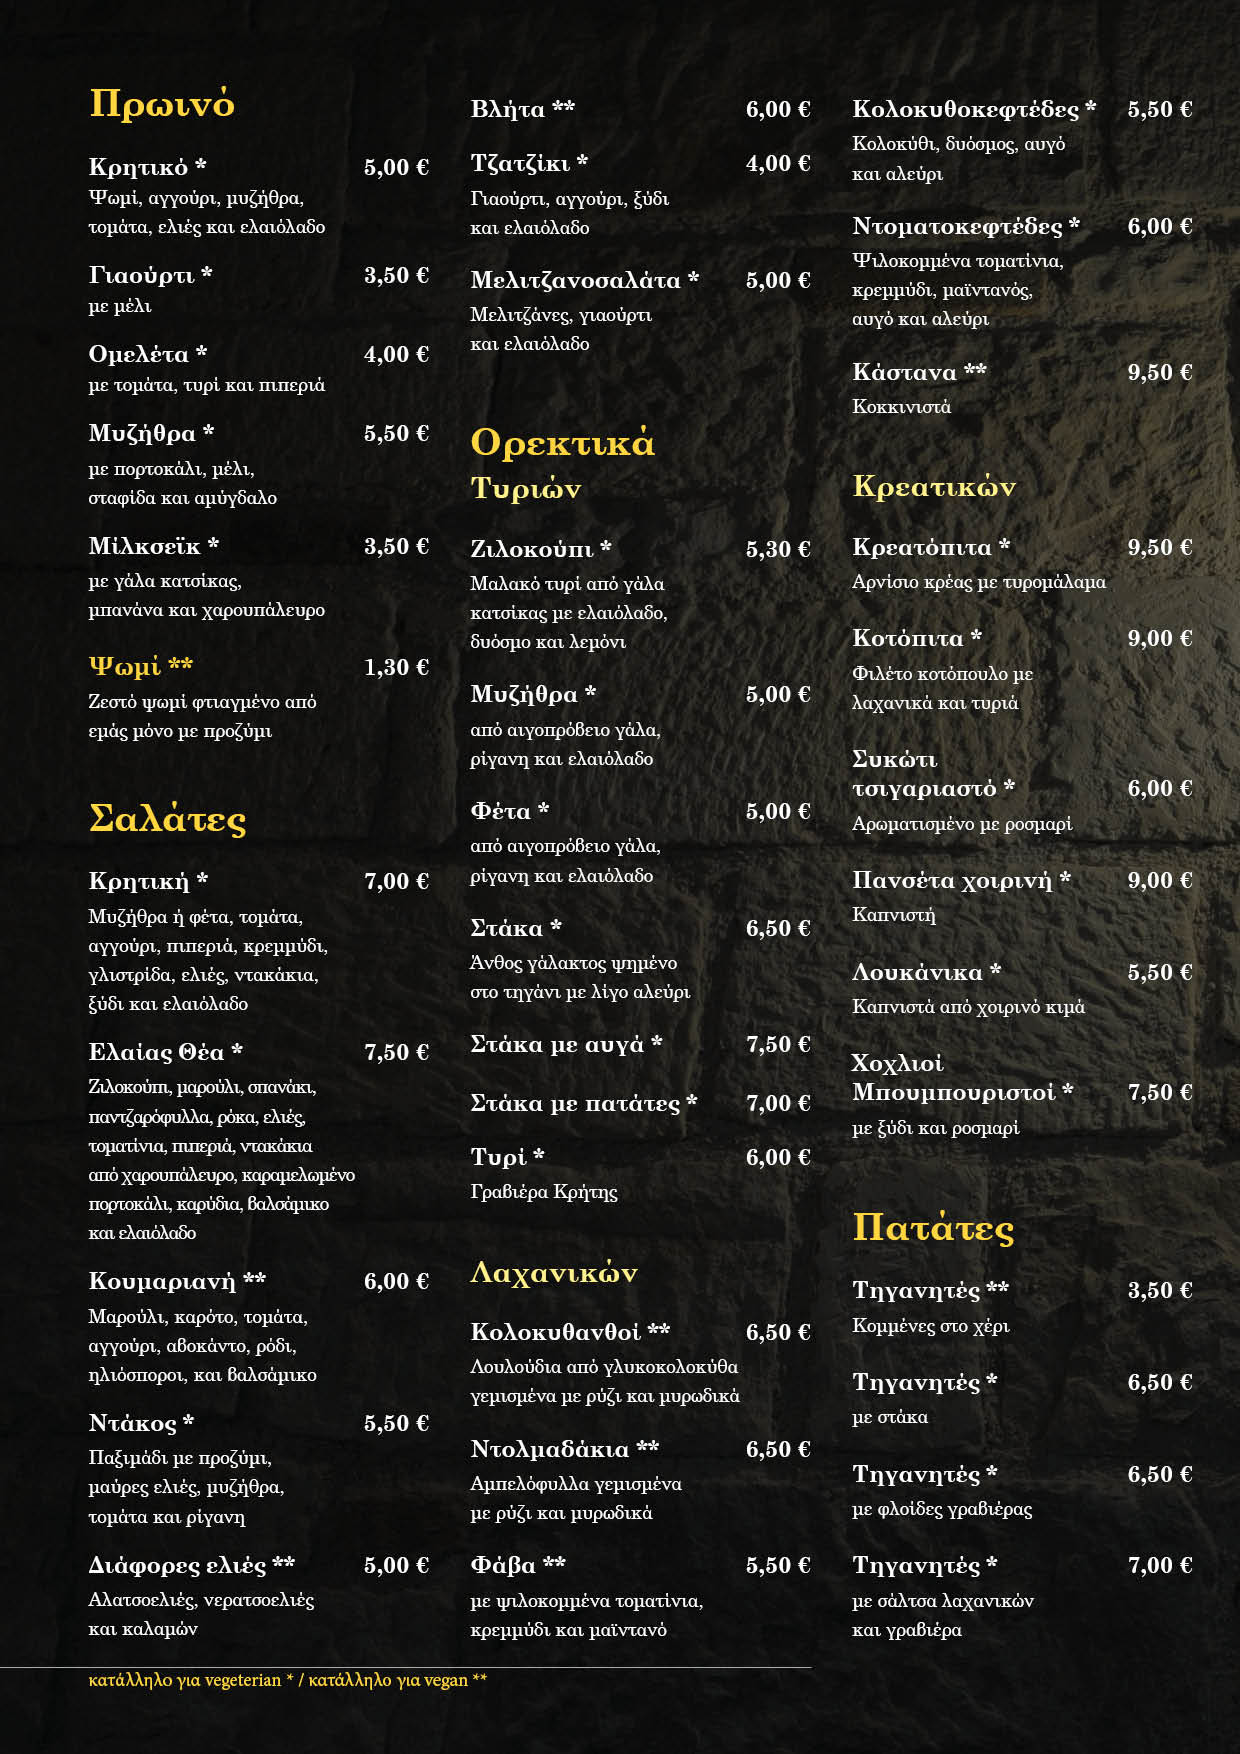 Πρωινό
Κρητικό * 5,00 €
Ψωμί, αγγούρι, μυζήθρα,
τομάτα, ελιές και ελαιόλαδο
Γιαούρτι * 3,50 €
με μέλι
Ομελέτα * 4,00 €
με τομάτα, τυρί και πιπεριά
Μυζήθρα * 5,50 €
με πορτοκάλι, μέλι,
σταφίδα και αμύγδαλο
Μίλκσεϊκ * 3,50 €
με γάλα κατσίκας,
μπανάνα και χαρουπάλευρο
Ψωμί ** 1,30 €
Ζεστό ψωμί φτιαγμένο από
εμάς μόνο με προζύμι
Σαλάτες
Κρητική * 7,00 €
Μυζήθρα ή φέτα, τομάτα,
αγγούρι, πιπεριά, κρεμμύδι,
γλιστρίδα, ελιές, ντακάκια,
ξύδι και ελαιόλαδο
Ελαίας Θέα * 7,50 €
Ζιλοκούπι, μαρούλι, σπανάκι,
παντζαρόφυλλα, ρόκα, ελιές,
τοματίνια, πιπεριά, ντακάκια
από χαρουπάλευρο, καραμελωμένο
πορτοκάλι, καρύδια, βαλσάμικο
και ελαιόλαδο
Κουμαριανή ** 6,00 €
Μαρούλι, καρότο, τομάτα,
αγγούρι, αβοκάντο, ρόδι,
ηλιόσποροι, και βαλσάμικο
Ντάκος * 5,50 €
Παξιμάδι με προζύμι,
μαύρες ελιές, μυζήθρα,
τομάτα και ρίγανη
Διάφορες ελιές ** 5,00 €
Αλατσοελιές, νερατσοελιές
και καλαμών
Βλήτα ** 6,00 €
Τζατζίκι * 4,00 €
Γιαούρτι, αγγούρι, ξύδι
και ελαιόλαδο
Μελιτζανοσαλάτα * 5,00 €
Μελιτζάνες, γιαούρτι
και ελαιόλαδο
Ορεκτικά
Τυριών
Ζιλοκούπι * 5,30 €
Μαλακό τυρί από γάλα
κατσίκας με ελαιόλαδο,
δυόσμο και λεμόνι
Μυζήθρα * 5,00 €
από αιγοπρόβειο γάλα,
ρίγανη και ελαιόλαδο
Φέτα * 5,00 €
από αιγοπρόβειο γάλα,
ρίγανη και ελαιόλαδο
Στάκα * 6,50 €
Άνθος γάλακτος ψημένο
στο τηγάνι με λίγο αλεύρι
Στάκα με αυγά * 7,50 €
Στάκα με πατάτες * 7,00 €
Τυρί * 6,00 €
Γραβιέρα Κρήτης
Λαχανικών
Κολοκυθανθοί ** 6,50 €
Λουλούδια από γλυκοκολοκύθα
γεμισμένα με ρύζι και μυρωδικά
Ντολμαδάκια ** 6,50 €
Αμπελόφυλλα γεμισμένα
με ρύζι και μυρωδικά
Φάβα ** 5,50 €
με ψιλοκομμένα τοματίνια,
κρεμμύδι και μαϊντανό
Κολοκυθοκεφτέδες * 5,50 €
Κολοκύθι, δυόσμος, αυγό
και αλεύρι
Ντοματοκεφτέδες * 6,00 €
Ψιλοκομμένα τοματίνια,
κρεμμύδι, μαϊντανός,
αυγό και αλεύρι
Κάστανα ** 9,50 €
Κοκκινιστά
Κρεατικών
Κρεατόπιτα * 9,50 €
Αρνίσιο κρέας με τυρομάλαμα
Κοτόπιτα * 9,00 €
Φιλέτο κοτόπουλο με
λαχανικά και τυριά
Συκώτι
τσιγαριαστό * 6,00 €
Αρωματισμένο με ροσμαρί
Πανσέτα χοιρινή * 9,00 €
Καπνιστή
Λουκάνικα * 5,50 €
Καπνιστά από χοιρινό κιμά
Χοχλιοί
Μπουμπουριστοί * 7,50 €
με ξύδι και ροσμαρί
Πατάτες
Τηγανητές ** 3,50 €
Κομμένες στο χέρι
Τηγανητές * 6,50 €
με στάκα
Τηγανητές * 6,50 €
με φλοίδες γραβιέρας
Τηγανητές * 7,00 €
με σάλτσα λαχανικών
και γραβιέρα
κατάλληλο για vegeterian * / κατάλληλο για vegan **